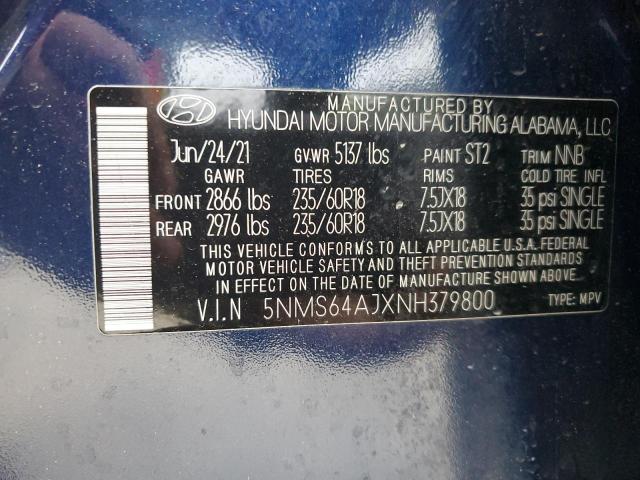 MANUFACTURED BY
HYUNDAI MOTOR MANUFACTURING ALABAMA, LLC
Jun/24/21 GVWR 5137 lbs PAINT ST2 TRIM NNB
GAWR TIRES RIMS COLD TIRE INFL
FRONT 2866 lbs 235/60R18 7.5JX18 35 psi SINGLE
REAR 2976 lbs 235/60R18 7.5JX18 35 psi SINGLE
THIS VEHICLE CONFORMS TO ALL APPLICABLE U.S.A. FEDERAL
MOTOR VEHICLE SAFETY AND THEFT PREVENTION STANDARDS
IN EFFECT ON THE DATE OF MANUFACTURE SHOWN ABOVE.
V.I.N 5NMS64AJXNH379800 TYPE: MPV